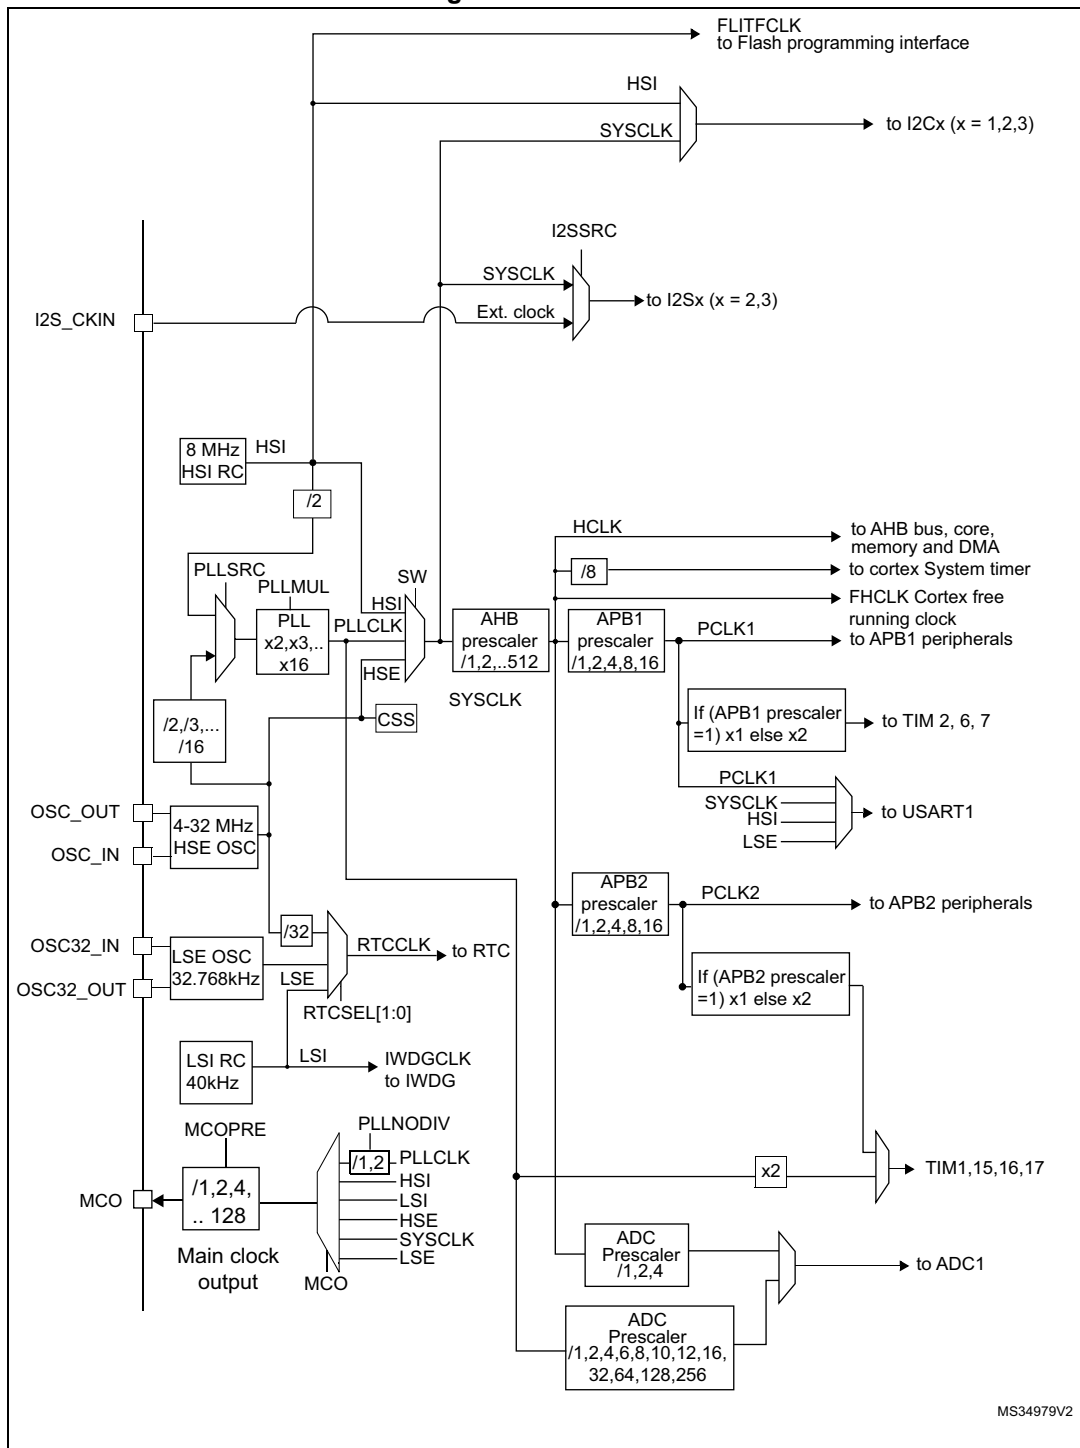 FLITFCLK
to Flash programming interface
HSI
to I2Cx (x = 1,2,3)
SYSCLK
I2SSRC
SYSCLK
to I2Sx (x = 2,3)
Ext. clock
I2S_CKIN
8 MHz
HSI RC
HSI
/2
HCLK
to AHB bus, core,
memory and DMA
/8
to cortex System timer
PLLSRC
PLLMUL
SW
HSI
FHCLK Cortex free
running clock
PLL
x2,x3,..
x16
PLLCLK
HSE
AHB
prescaler
/1,2,..512
APB1
prescaler
/1,2,4,8,16
PCLK1
to APB1 peripherals
SYSCLK
/2,/3,...
/16
CSS
If (APB1 prescaler
=1) x1 else x2
to TIM 2, 6, 7
PCLK1
SYSCLK
HSI
LSE
to USART1
OSC_OUT
OSC_IN
4-32 MHz
HSE OSC
APB2
prescaler
/1,2,4,8,16
PCLK2
to APB2 peripherals
/32
OSC32_IN
OSC32_OUT
LSE OSC
32.768kHz
LSE
RTCCLK
to RTC
RTCSEL[1:0]
If (APB2 prescaler
=1) x1 else x2
LSI RC
40kHz
LSI
IWDGCLK
to IWDG
MCOPRE
PLLNODIV
/1,2
PLLCLK
HSI
LSI
HSE
SYSCLK
LSE
MCO
/1,2,4,
.. 128
Main clock
output
MCO
x2
TIM1,15,16,17
ADC
Prescaler
/1,2,4
to ADC1
ADC
Prescaler
/1,2,4,6,8,10,12,16,
32,64,128,256
MS34979V2